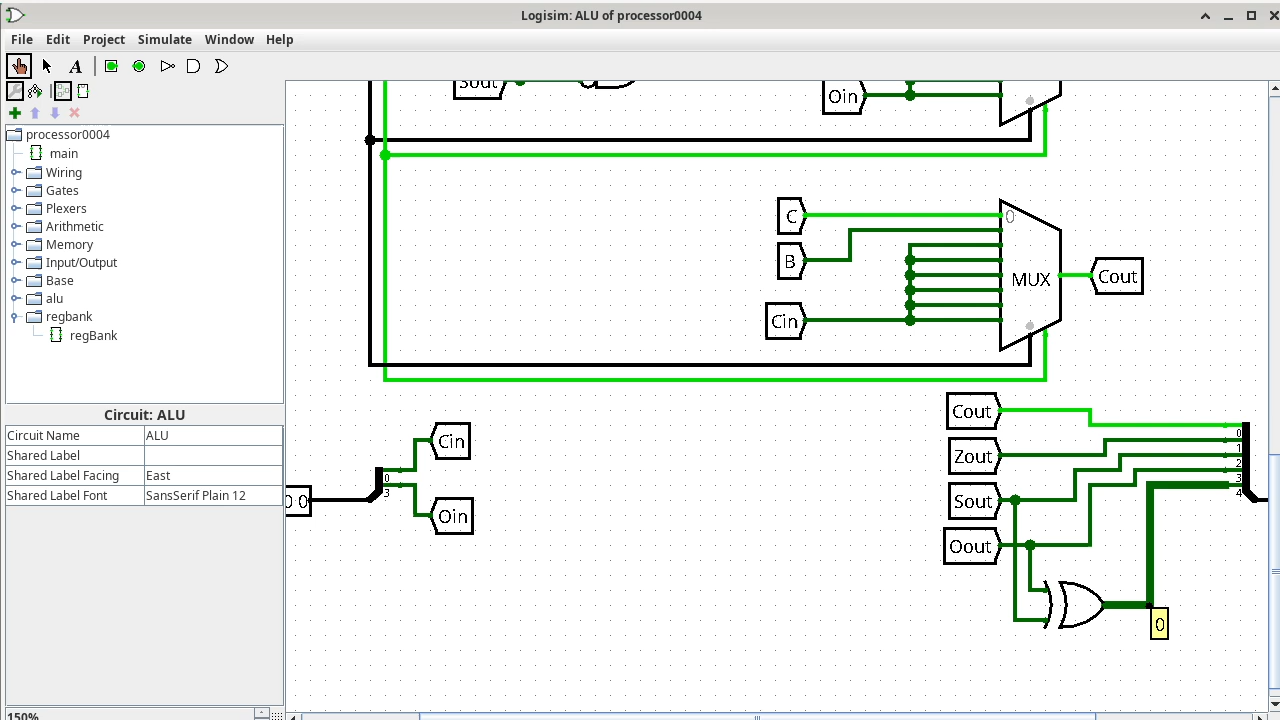 Logisim: ALU of processor0004
File Edit Project Simulate Window Help
A
processor0004
main
Wiring
Gates
Plexers
Arithmetic
Memory
Input/Output
Base
alu
regbank
regBank
Circuit: ALU
Circuit Name ALU
Shared Label
Shared Label Facing East
Shared Label Font SansSerif Plain 12
150%
Sout
Oin
C
0
B
MUX
Cout
Cin
Cin
0
3
0 0
Oin
Cout
Zout
Sout
Oout
0
1
2
3
4
0